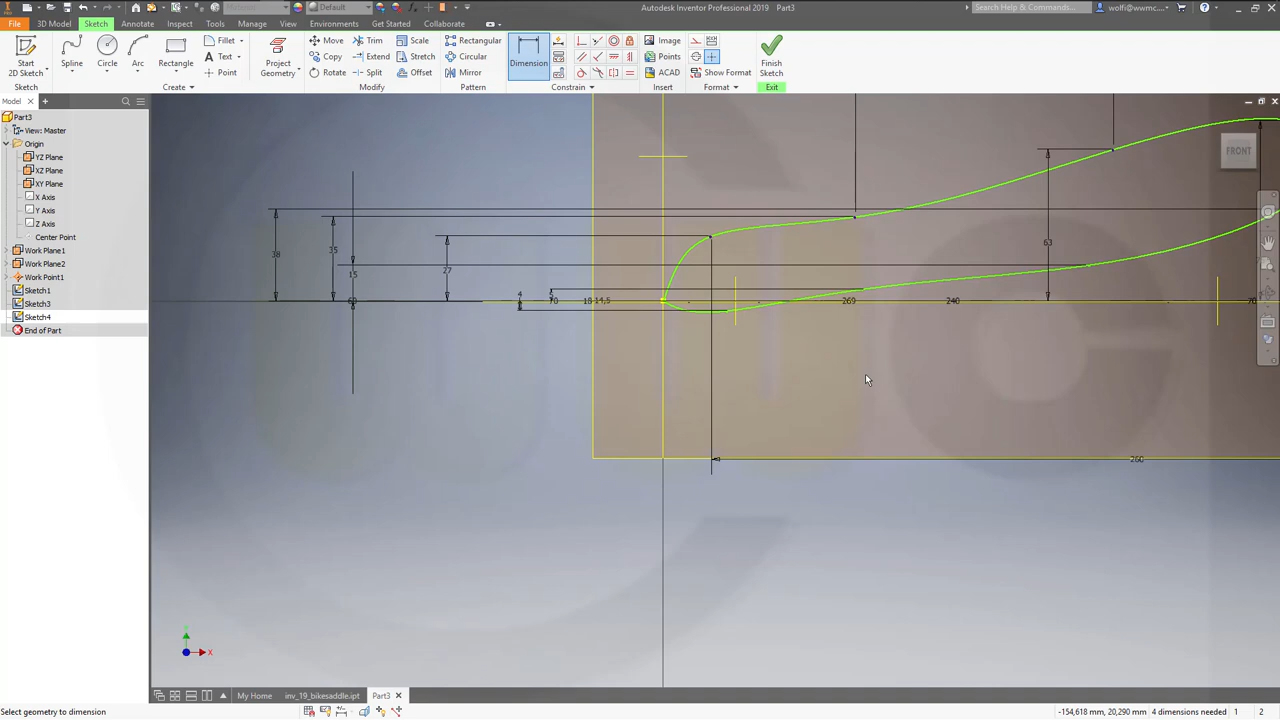 Default
Autodesk Inventor Professional 2019 Part3
Search Help & Commands...
wolfi@wwmc...
File 3D Model Sketch Annotate Inspect Tools Manage View Environments Get Started Collaborate
Start
2D Sketch
Spline
Circle
Arc
Rectangle
Fillet
Text
Point
Project
Geometry
Move Trim Scale
Copy Extend Stretch
Rotate Split Offset
Rectangular
Circular
Mirror
Dimension
Image
Points
ACAD
Show Format
Finish
Sketch
Sketch Create Modify Pattern Constrain Insert Format Exit
Model
Part3
View: Master
Origin
YZ Plane
XZ Plane
XY Plane
X Axis
Y Axis
Z Axis
Center Point
Work Plane1
Work Plane2
Work Point1
Sketch1
Sketch3
Sketch4
End of Part
FRONT
38
35
15
27
63
4
269
240
70
260
Y
X
My Home inv_19_bikesaddle.ipt Part3
Select geometry to dimension
-154,618 mm, 20,290 mm 4 dimensions needed 1 2